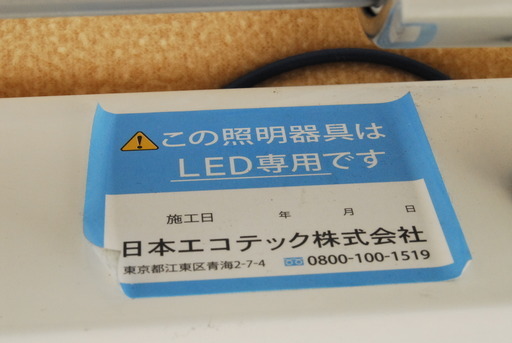 この照明器具は
LED専用です
施工日 年 月 日
日本エコテック株式会社
東京都江東区青海2-7-4 0800-100-1519